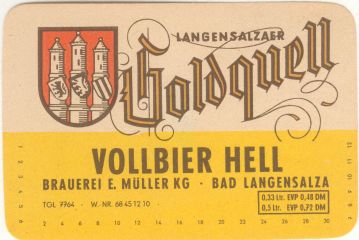 LANGENSALZAER
Goldquell
VOLLBIER HELL
BRAUEREI E. MÜLLER KG · BAD LANGENSALZA
TGL 7764 · W. NR. 68 45 12 10 ·
0,33 Ltr. EVP 0,48 DM
0,5 Ltr. EVP 0,72 DM